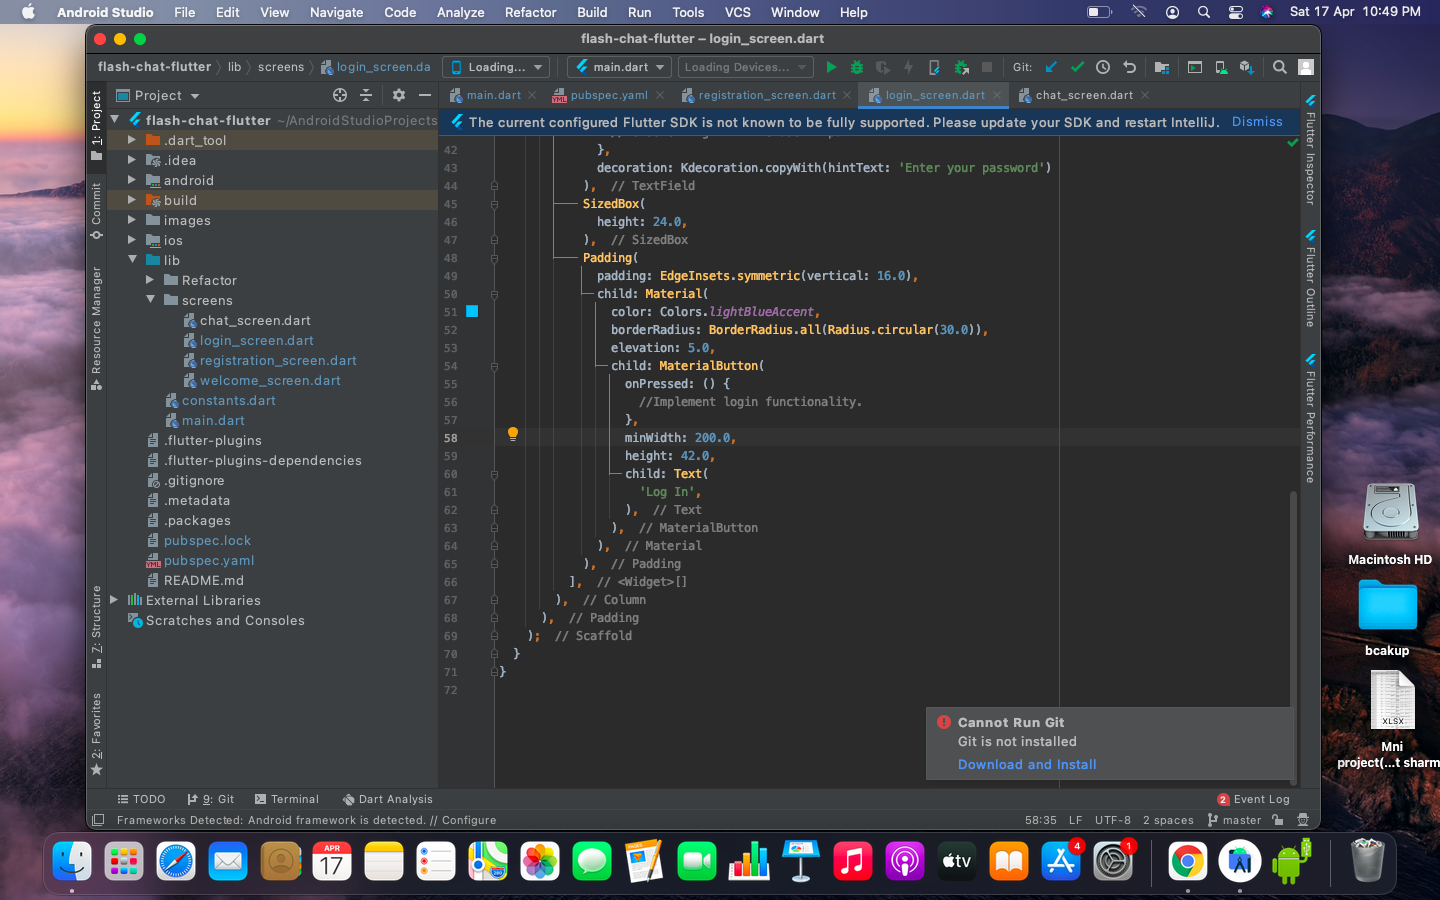 Android Studio File Edit View Navigate Code Analyze Refactor Build Run Tools VCS Window Help Sat 17 Apr 10:49 PM
flash-chat-flutter – login_screen.dart
flash-chat-flutter lib screens login_screen.da Loading... main.dart Loading Devices... Git:
Project
main.dart pubspec.yaml registration_screen.dart login_screen.dart chat_screen.dart
The current configured Flutter SDK is not known to be fully supported. Please update your SDK and restart IntelliJ. Dismiss
1: Project
Commit
Resource Manager
Z: Structure
2: Favorites
flash-chat-flutter ~/AndroidStudioProjects
.dart_tool
.idea
android
build
images
ios
lib
Refactor
screens
chat_screen.dart
login_screen.dart
registration_screen.dart
welcome_screen.dart
constants.dart
main.dart
.flutter-plugins
.flutter-plugins-dependencies
.gitignore
.metadata
.packages
pubspec.lock
pubspec.yaml
README.md
External Libraries
Scratches and Consoles
42 },
43 decoration: Kdecoration.copyWith(hintText: 'Enter your password')
44 ), // TextField
45 SizedBox(
46 height: 24.0,
47 ), // SizedBox
48 Padding(
49 padding: EdgeInsets.symmetric(vertical: 16.0),
50 child: Material(
51 color: Colors.lightBlueAccent,
52 borderRadius: BorderRadius.all(Radius.circular(30.0)),
53 elevation: 5.0,
54 child: MaterialButton(
55 onPressed: () {
56 //Implement login functionality.
57 },
58 minWidth: 200.0,
59 height: 42.0,
60 child: Text(
61 'Log In',
62 ), // Text
63 ), // MaterialButton
64 ), // Material
65 ), // Padding
66 ], // <Widget>[]
67 ), // Column
68 ), // Padding
69 ); // Scaffold
70 }
71 }
72
Flutter Inspector
Flutter Outline
Flutter Performance
Cannot Run Git
Git is not installed
Download and Install
TODO 9: Git Terminal Dart Analysis 2 Event Log
Frameworks Detected: Android framework is detected. // Configure 58:35 LF UTF-8 2 spaces master
Macintosh HD
bcakup
XLSX
Mni
project(...t sharm
APR
17
280
tv
4
1